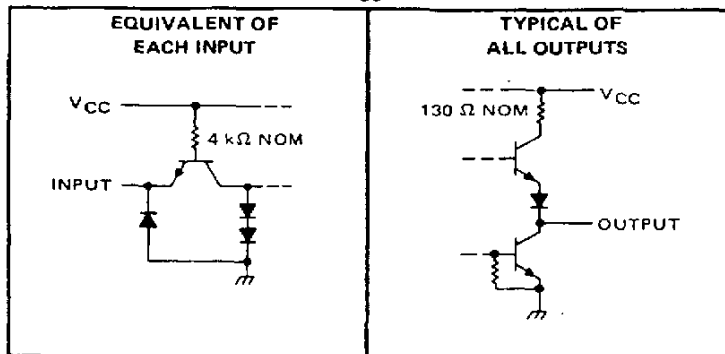 EQUIVALENT OF
EACH INPUT
VCC
4 kΩ NOM
INPUT
TYPICAL OF
ALL OUTPUTS
VCC
130 Ω NOM
OUTPUT